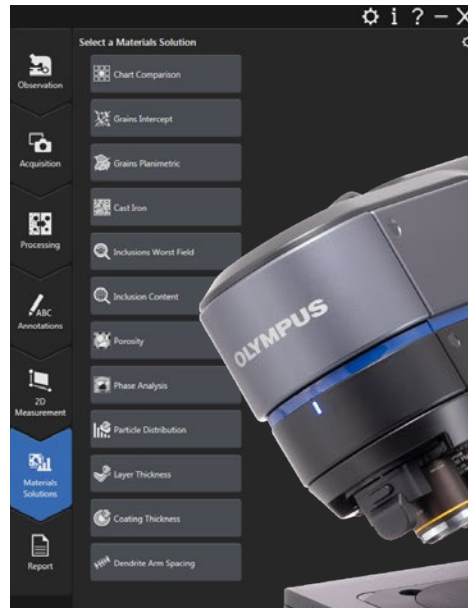 i ? – X
Select a Materials Solution
Observation
Acquisition
Processing
ABC
Annotations
2D
Measurement
Materials
Solutions
Report
Chart Comparison
Grains Intercept
Grains Planimetric
Cast Iron
Inclusions Worst Field
Inclusion Content
Porosity
Phase Analysis
Particle Distribution
Layer Thickness
Coating Thickness
Dendrite Arm Spacing
OLYMPUS